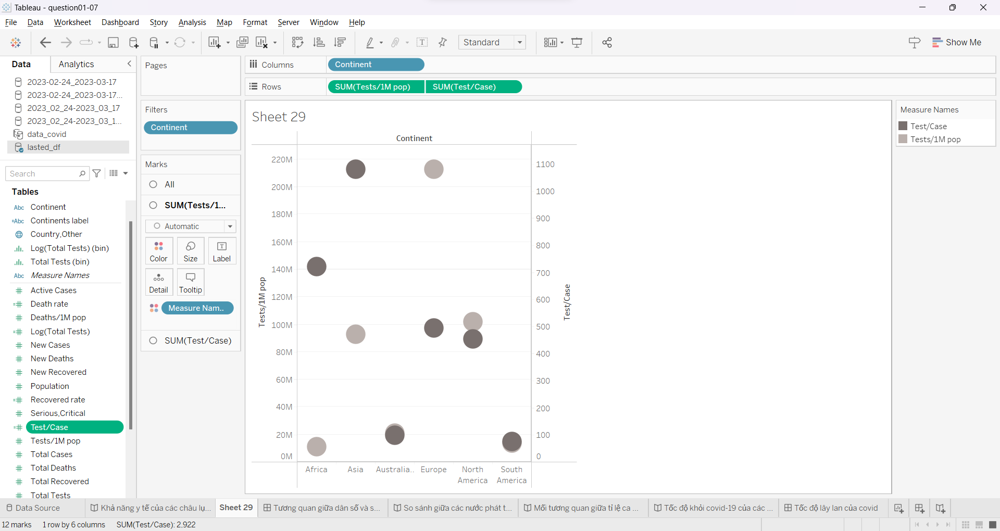 Tableau - question01-07
File Data Worksheet Dashboard Story Analysis Map Format Server Window Help
Standard
Show Me
Data Analytics
2023-02-24_2023-03-17
2023-02-24_2023-03-17...
2023_02_24-2023_03_17
2023_02_24-2023_03_1...
data_covid
lasted_df
Search
Tables
Abc Continent
=Abc Continents label
Country,Other
Log(Total Tests) (bin)
Total Tests (bin)
Abc Measure Names
# Active Cases
=# Death rate
# Deaths/1M pop
=# Log(Total Tests)
# New Cases
# New Deaths
# New Recovered
# Population
=# Recovered rate
# Serious,Critical
=# Test/Case
# Tests/1M pop
# Total Cases
# Total Deaths
# Total Recovered
# Total Tests
Pages
Filters
Continent
Marks
All
SUM(Tests/1...
Automatic
Color Size Label
Detail Tooltip
Measure Nam..
SUM(Test/Case)
Columns Continent
Rows SUM(Tests/1M pop) SUM(Test/Case)
Sheet 29
Continent
Tests/1M pop
220M
200M
180M
160M
140M
120M
100M
80M
60M
40M
20M
0M
Test/Case
1100
1000
900
800
700
600
500
400
300
200
100
0
Africa Asia Australia.. Europe North America South America
Measure Names
Test/Case
Tests/1M pop
Data Source Khả năng y tế của các châu lụ... Sheet 29 Tương quan giữa dân số và s... So sánh giữa các nước phát t... Mối tương quan giữa tỉ lệ ca ... Tốc độ khỏi covid-19 của các ... Tốc độ lây lan của covid
12 marks 1 row by 6 columns SUM(Test/Case): 2,922